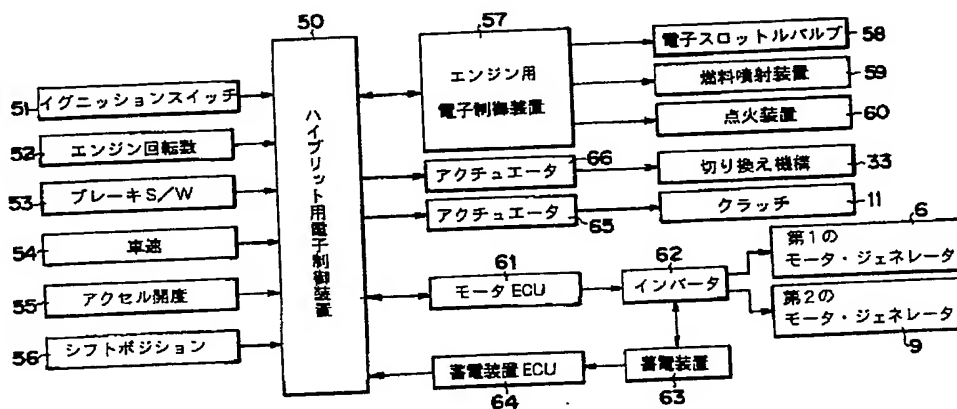 50
ハイブリット用電子制御装置
51
イグニッションスイッチ
52
エンジン回転数
53
ブレーキS/W
54
車速
55
アクセル開度
56
シフトポジション
57
エンジン用
電子制御装置
電子スロットルバルブ
58
燃料噴射装置
59
点火装置
60
アクチュエータ
66
切り換え機構
33
アクチュエータ
65
クラッチ
11
61
モータECU
62
インバータ
6
第1の
モータ・ジェネレータ
第2の
モータ・ジェネレータ
9
蓄電装置ECU
64
蓄電装置
63